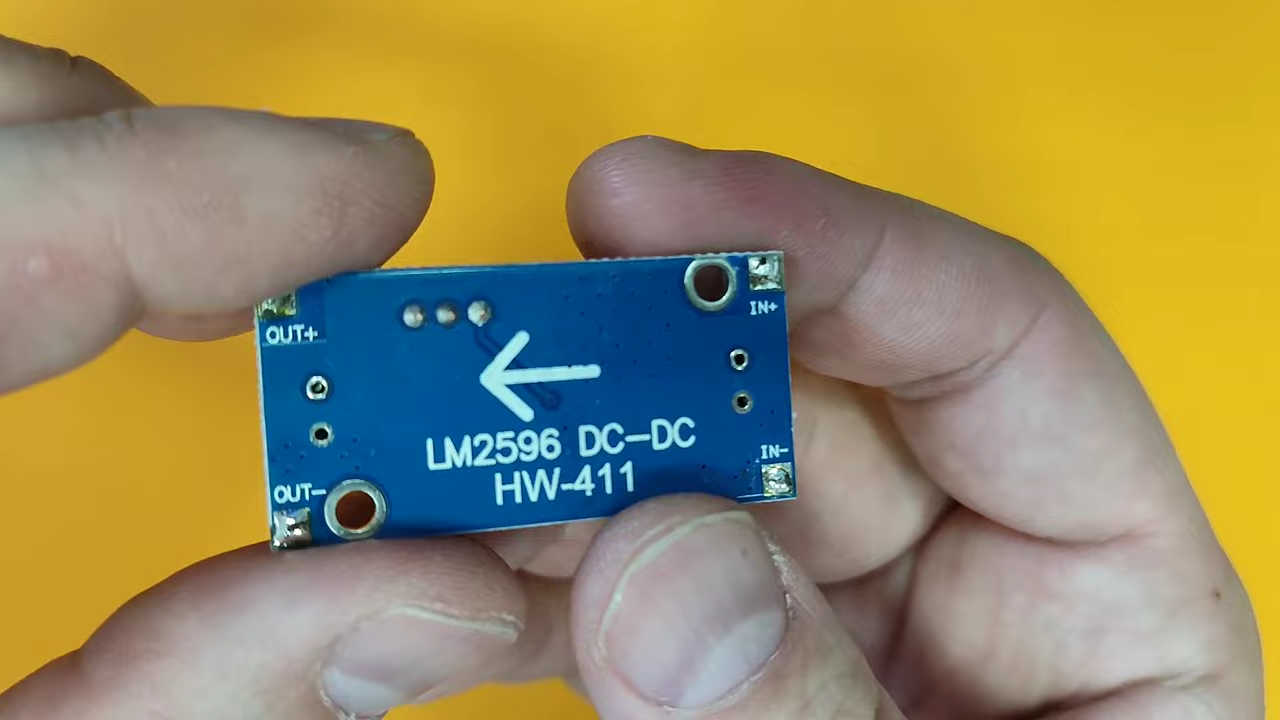 IN+
OUT+
LM2596 DC-DC
IN-
HW-411
OUT-